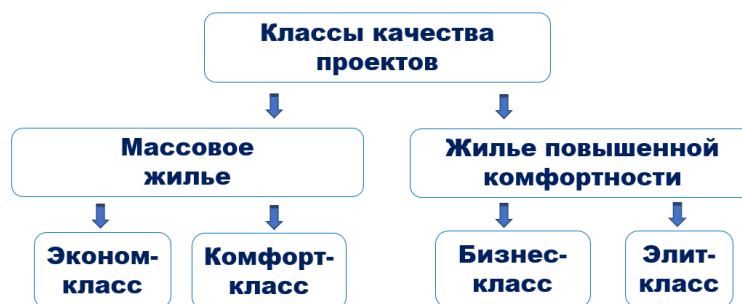 Классы качества
проектов
Массовое
жилье
Жилье повышенной
комфортности
Эконом-
класс
Комфорт-
класс
Бизнес-
класс
Элит-
класс